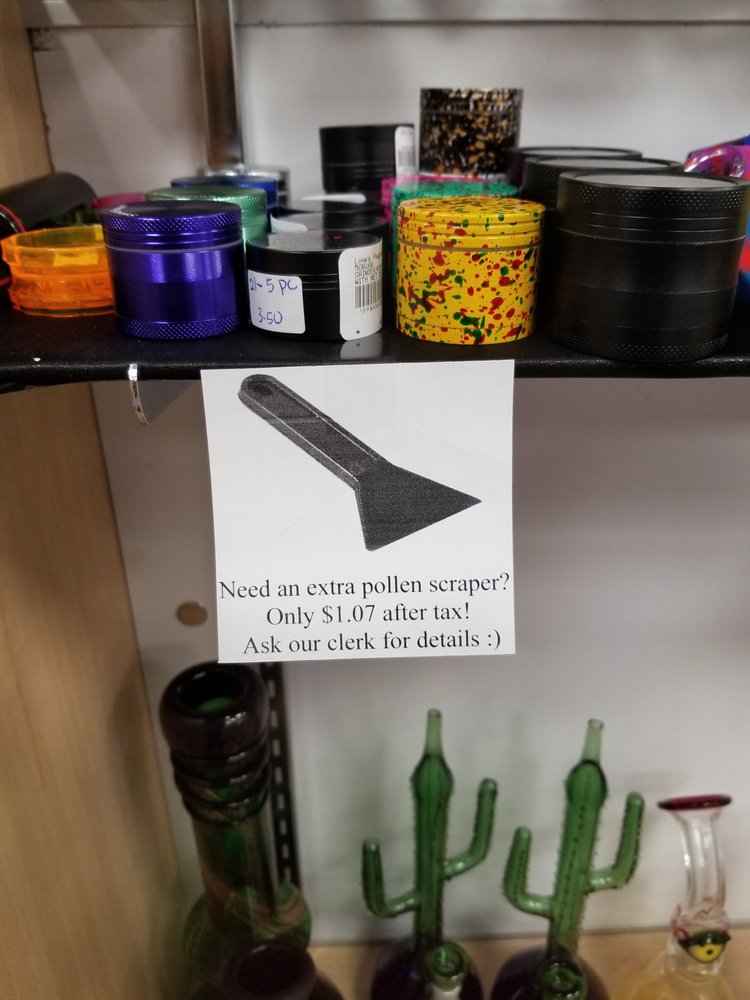 21- 5 PC
3.50
Need an extra pollen scraper?
Only $1.07 after tax!
Ask our clerk for details :)